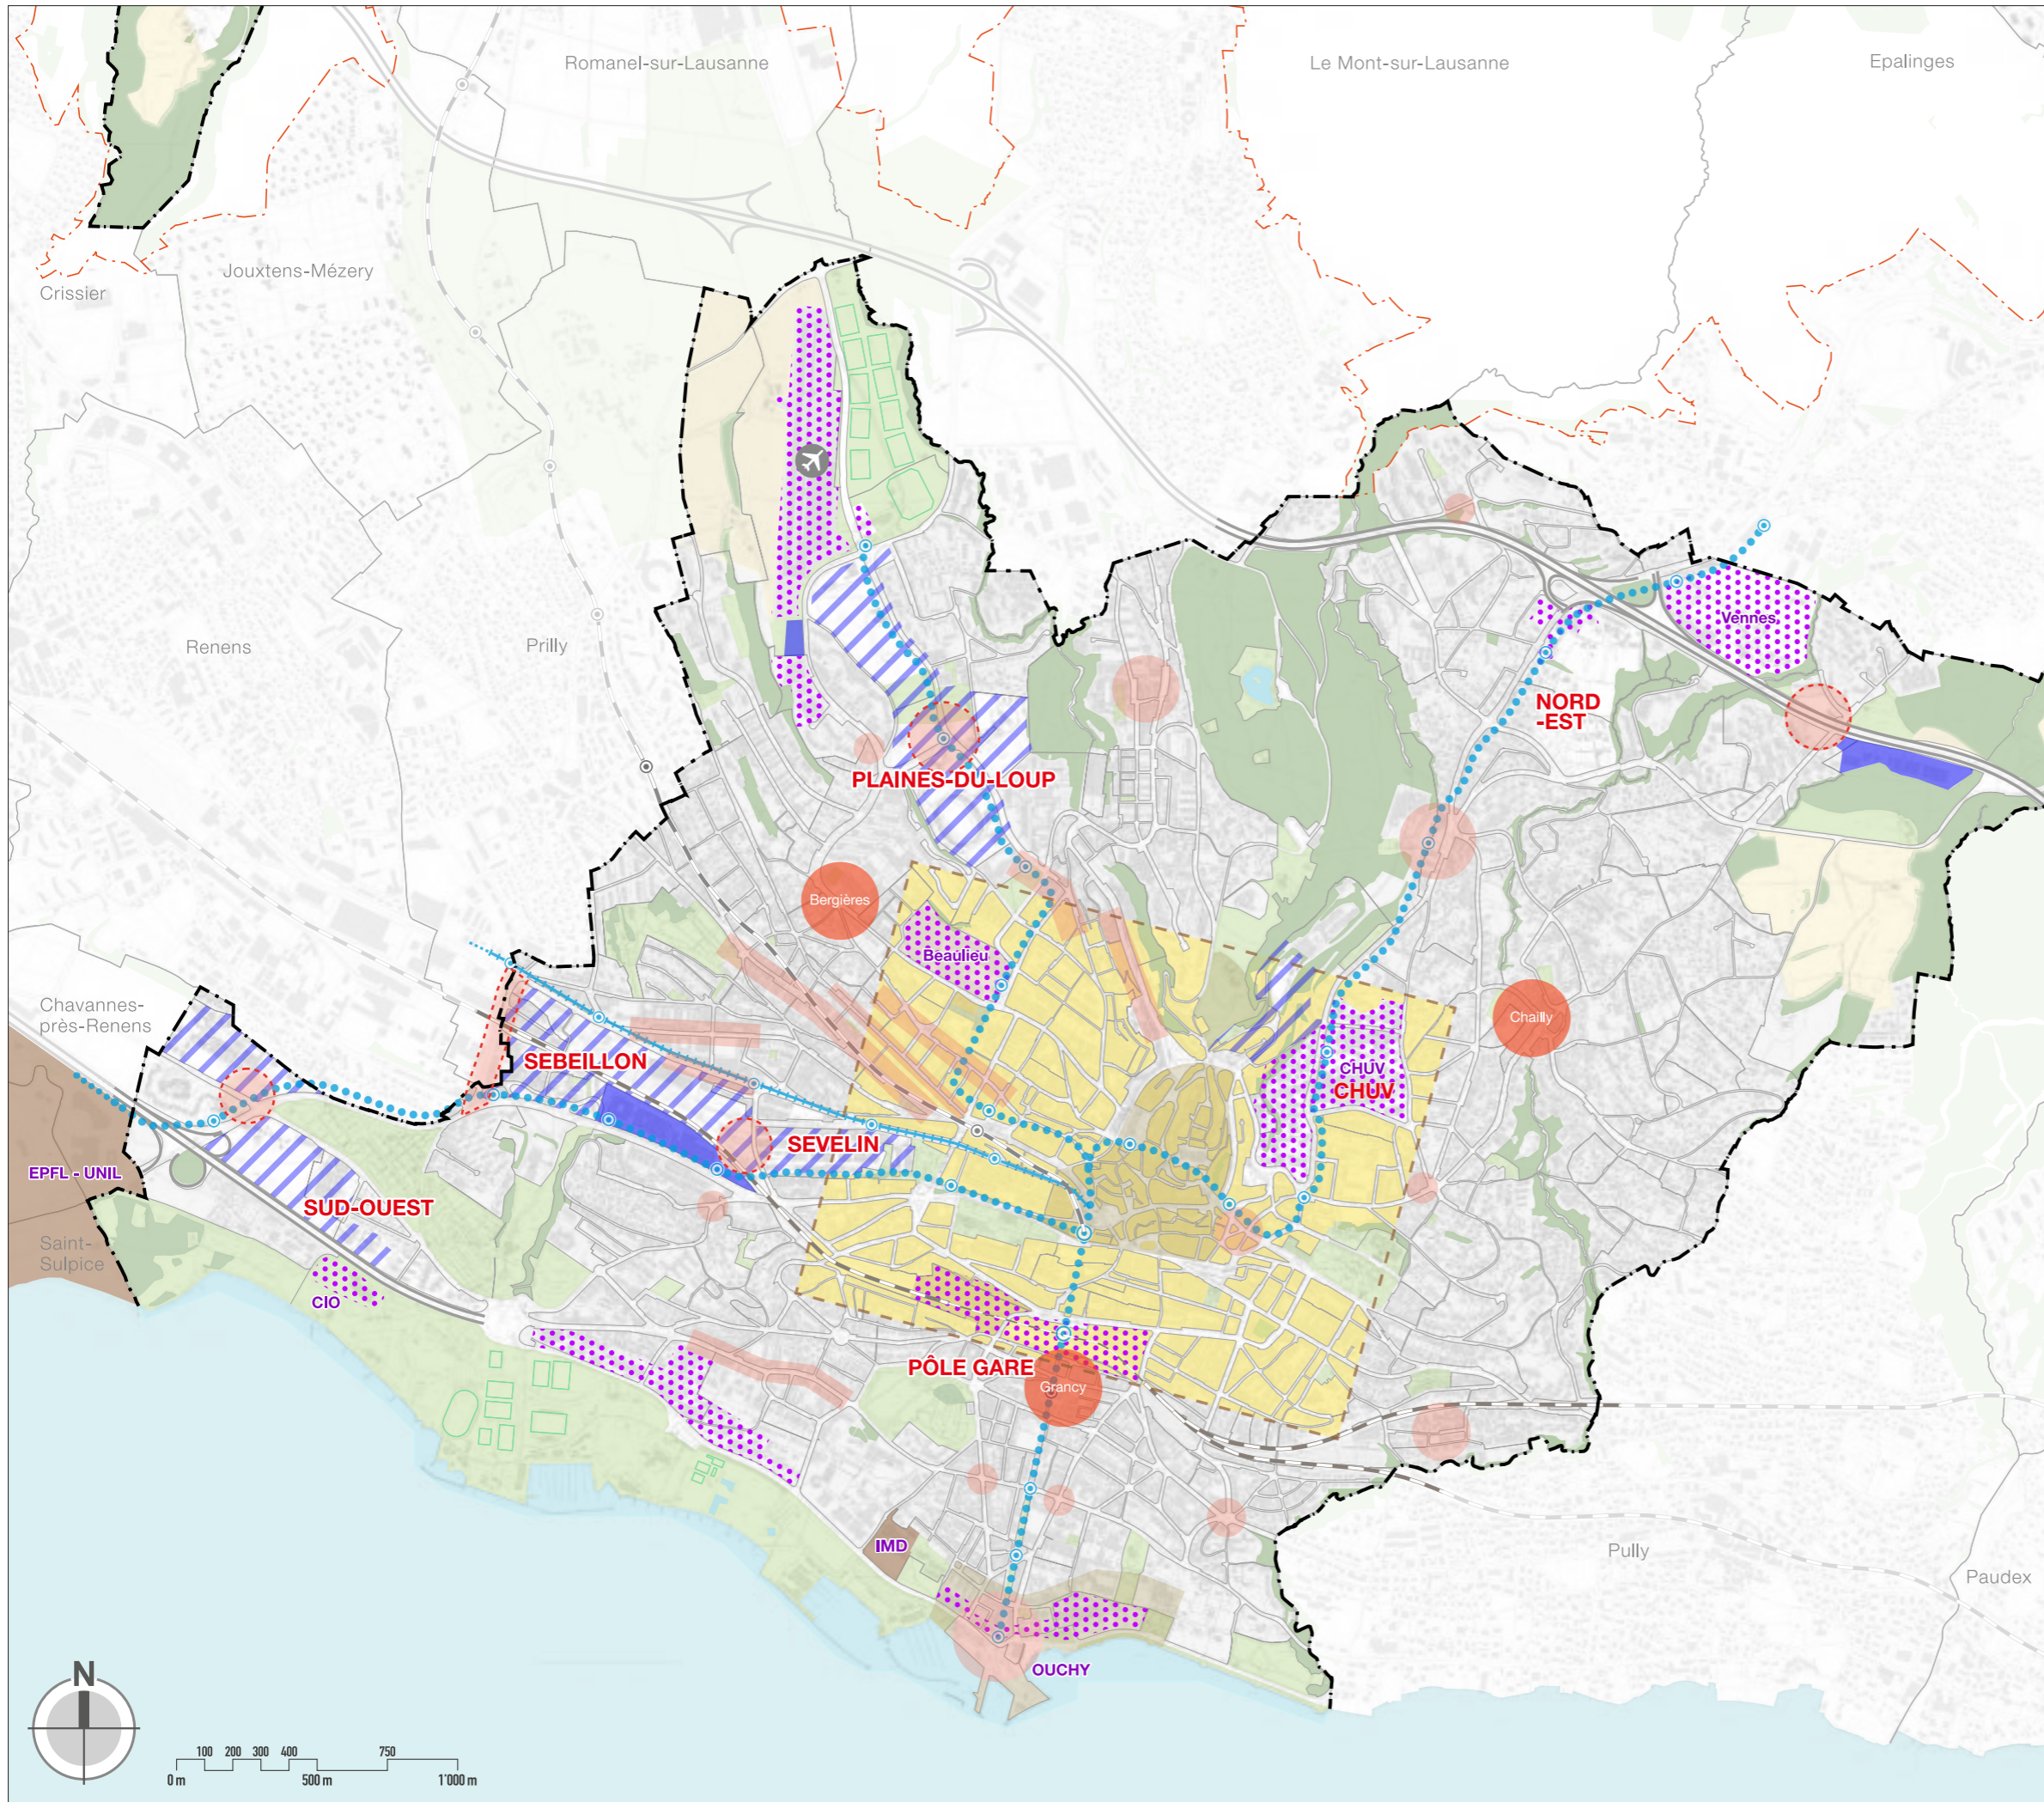 Romanel-sur-Lausanne
Le Mont-sur-Lausanne
Epalinges
Jouxtens-Mézery
Crissier
Renens
Prilly
Vennes
NORD
-EST
PLAINES-DU-LOUP
Bergières
Beaulieu
Chavannes-
près-Renens
Chailly
SEBEILLON
CHUV
CHUV
SEVELIN
EPFL - UNIL
SUD-OUEST
Saint-
Sulpice
CIO
PÔLE GARE
Grancy
IMD
Pully
Paudex
OUCHY
N
100 200 300 400 750
0 m 500 m 1'000 m